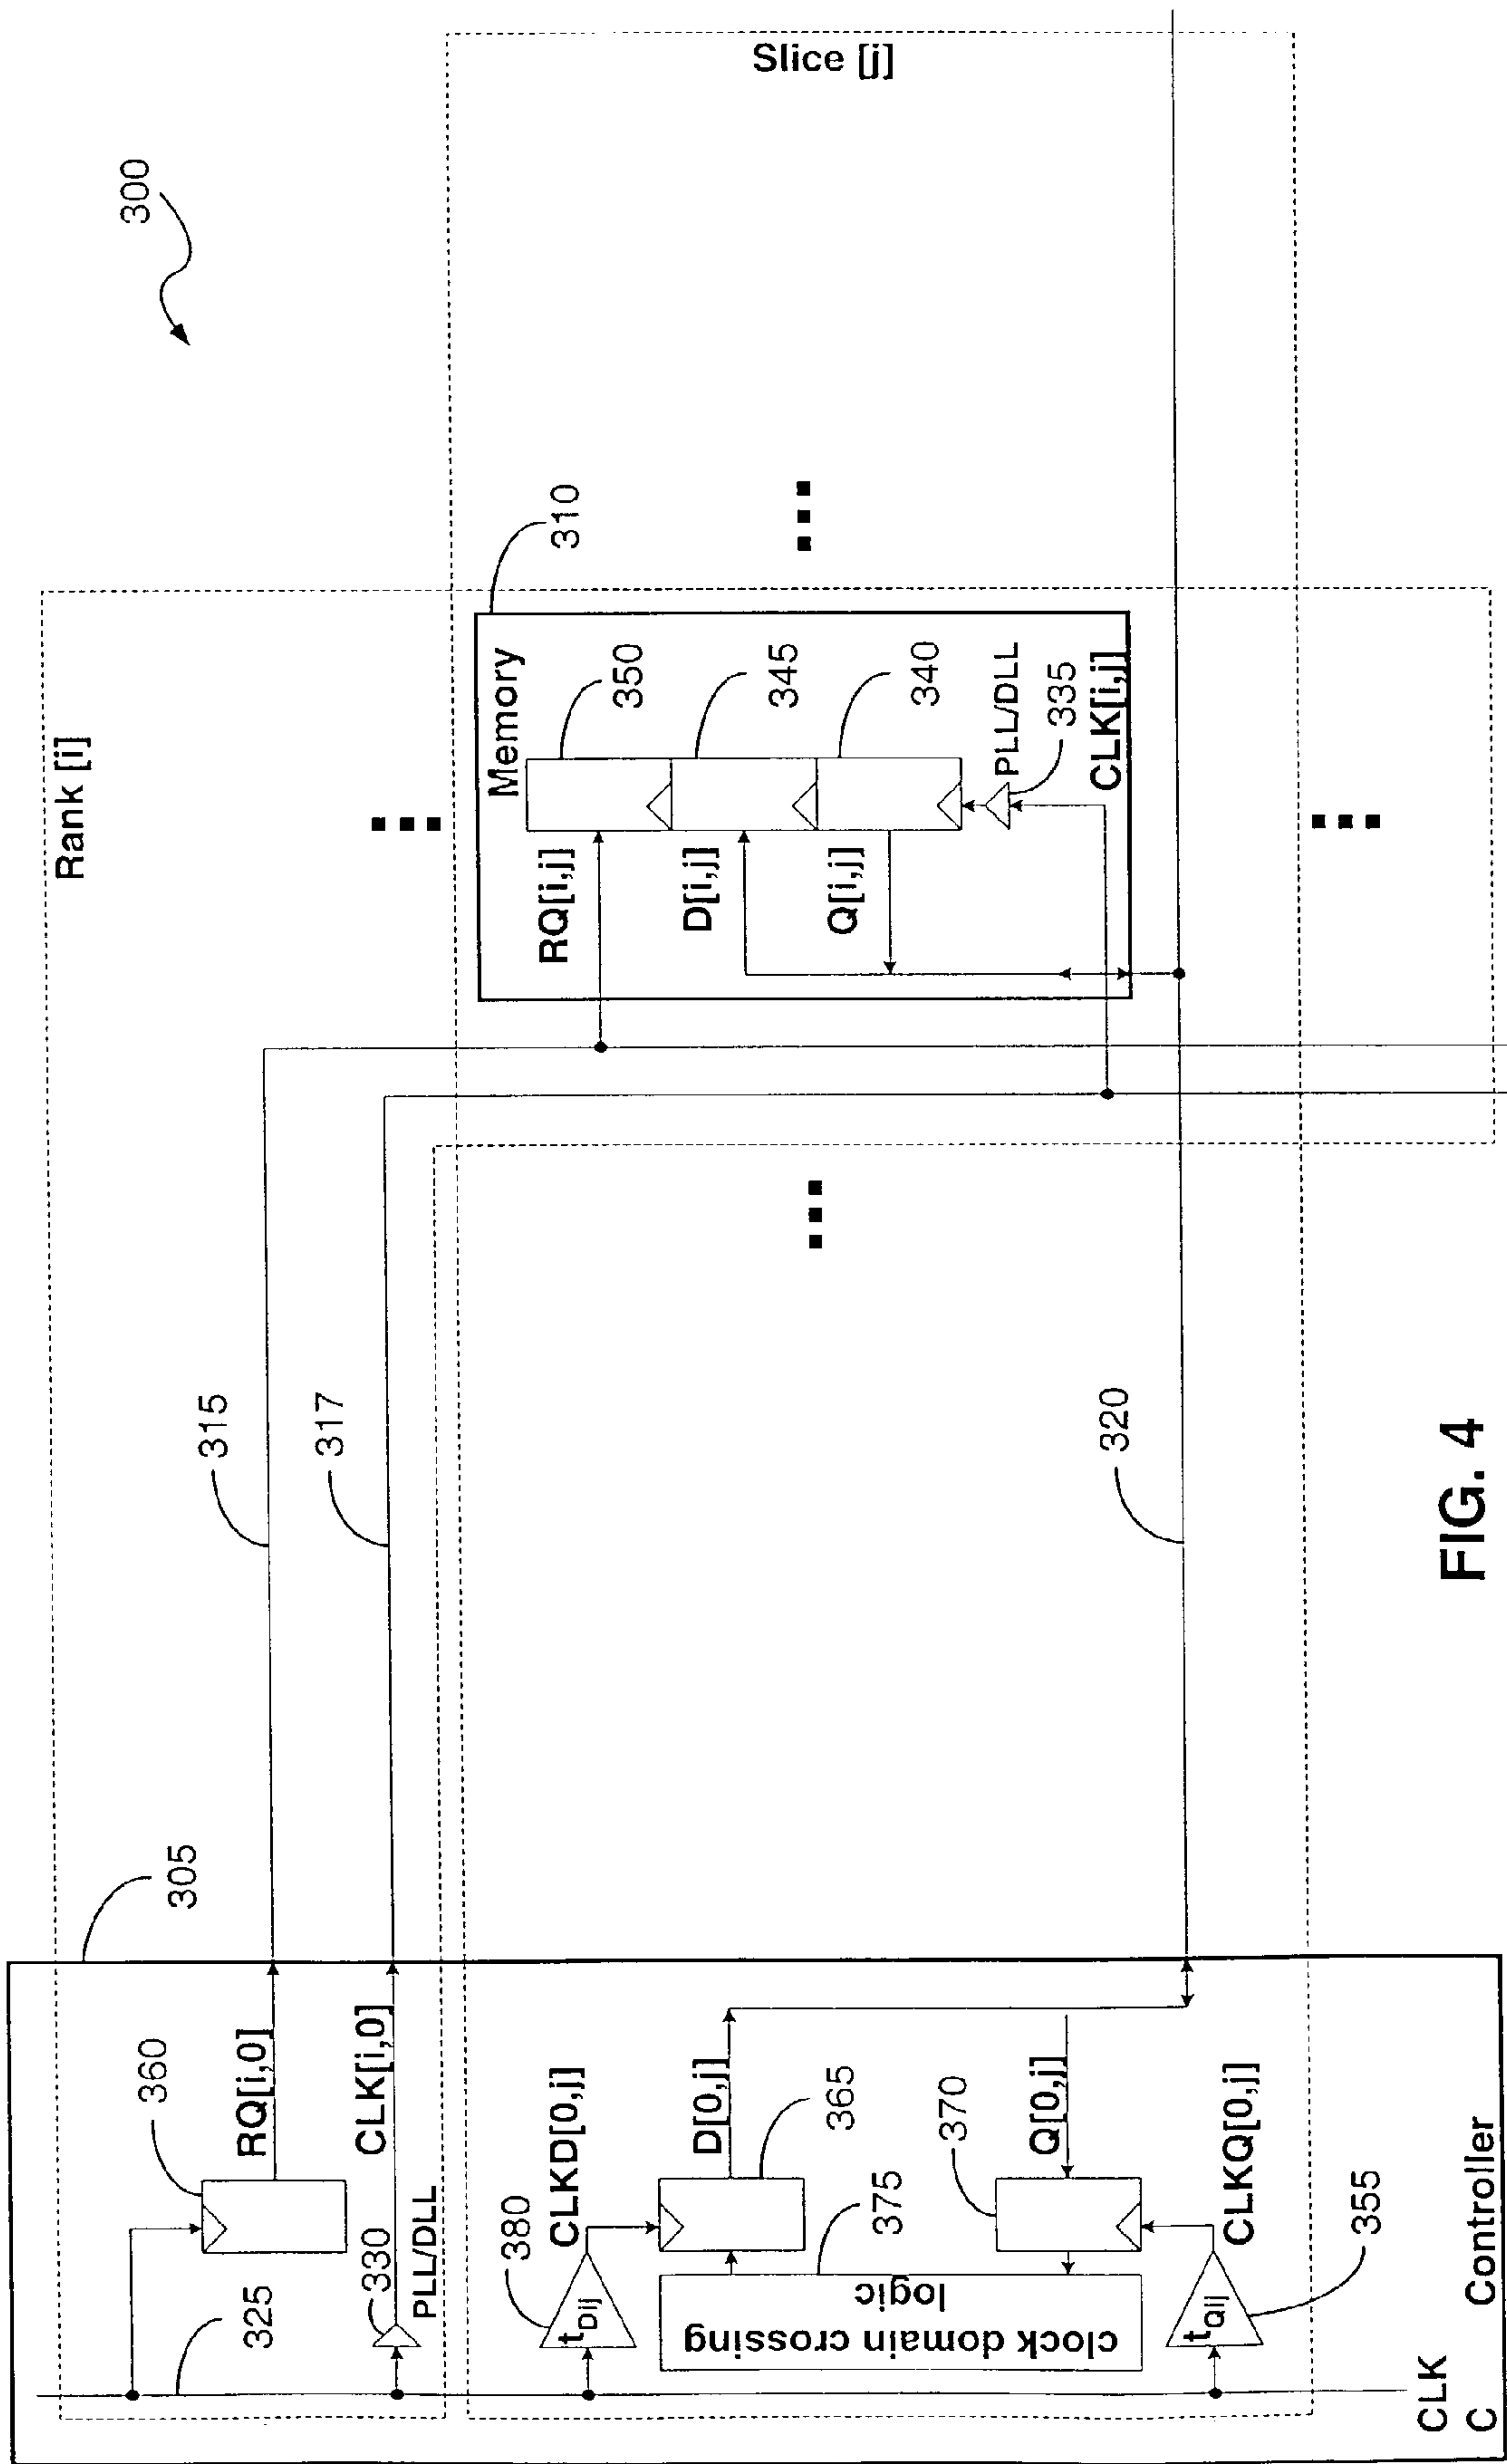 300
Slice [j]
Rank [i]
310
Memory
350
345
340
PLL/DLL
335
CLK[i,j]
RQ[i,j]
D[i,j]
Q[i,j]
315
317
320
305
360
RQ[i,0]
CLK[i,0]
330
PLL/DLL
325
380
tDij
CLKD[0,j]
D[0,j]
365
375
clock domain crossing
logic
370
Q[0,j]
CLKQ[0,j]
tQij
355
CLK
C
Controller
FIG. 4